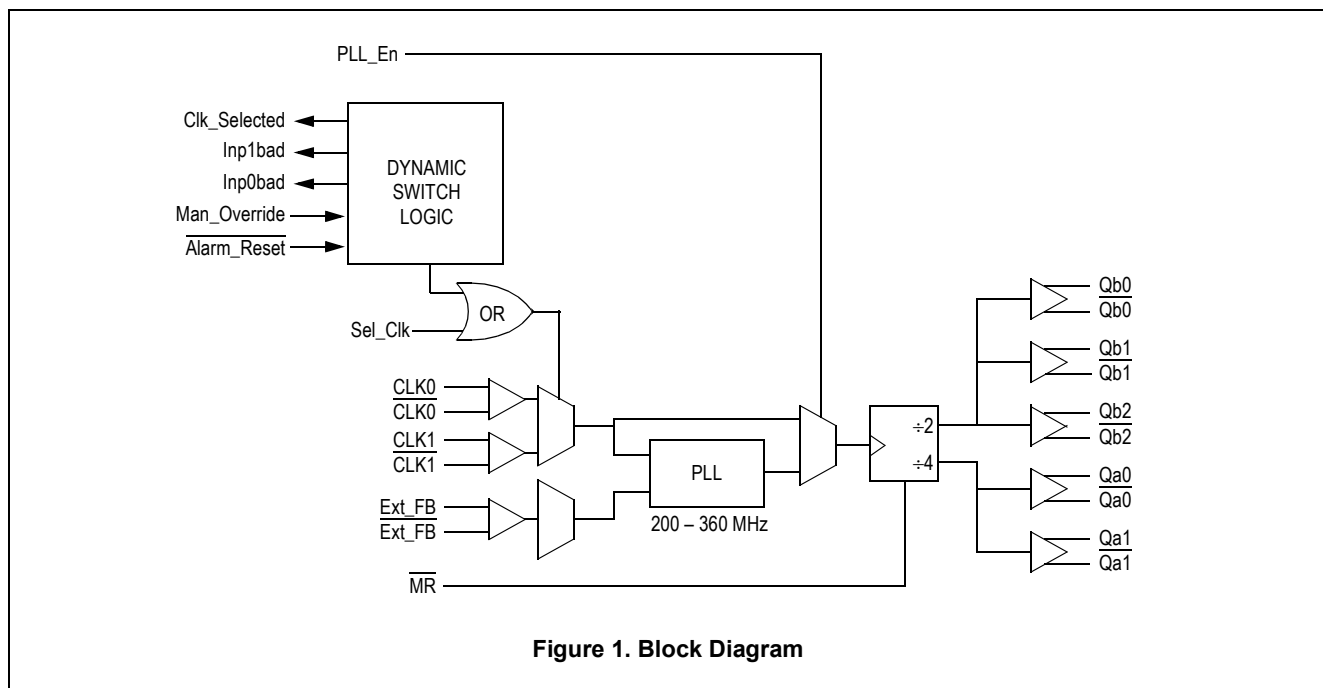 PLL_En
Clk_Selected
Inp1bad
Inp0bad
Man_Override
Alarm_Reset
DYNAMIC
SWITCH
LOGIC
OR
Sel_Clk
CLK0
CLK0
CLK1
CLK1
Ext_FB
Ext_FB
MR
PLL
200 – 360 MHz
÷2
÷4
Qb0
Qb0
Qb1
Qb1
Qb2
Qb2
Qa0
Qa0
Qa1
Qa1
Figure 1. Block Diagram